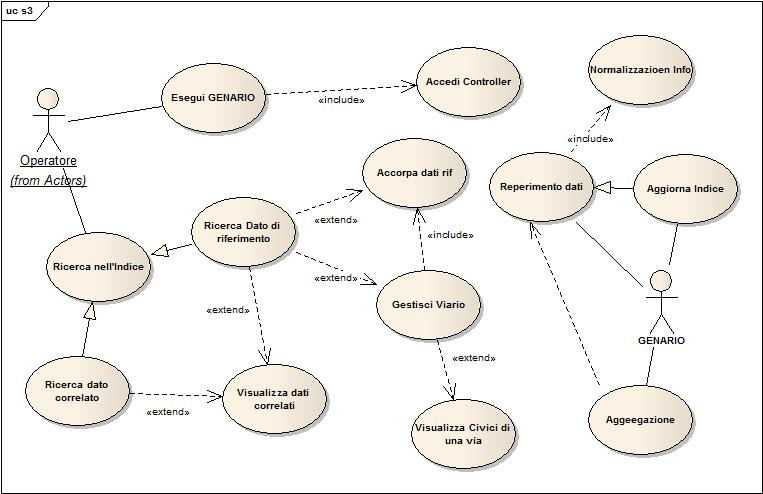 uc s3
Normalizzazioen Info
Esegui GENARIO
Accedi Controller
«include»
«include»
Operatore
(from Actors)
Accorpa dati rif
Reperimento dati
Aggiorna Indice
Ricerca Dato di
riferimento
«extend»
«include»
Ricerca nell'Indice
«extend»
Gestisci Viario
«extend»
GENARIO
«extend»
Ricerca dato
correlato
«extend»
Visualizza dati
correlati
Visualizza Civici di
una via
Aggeegazione